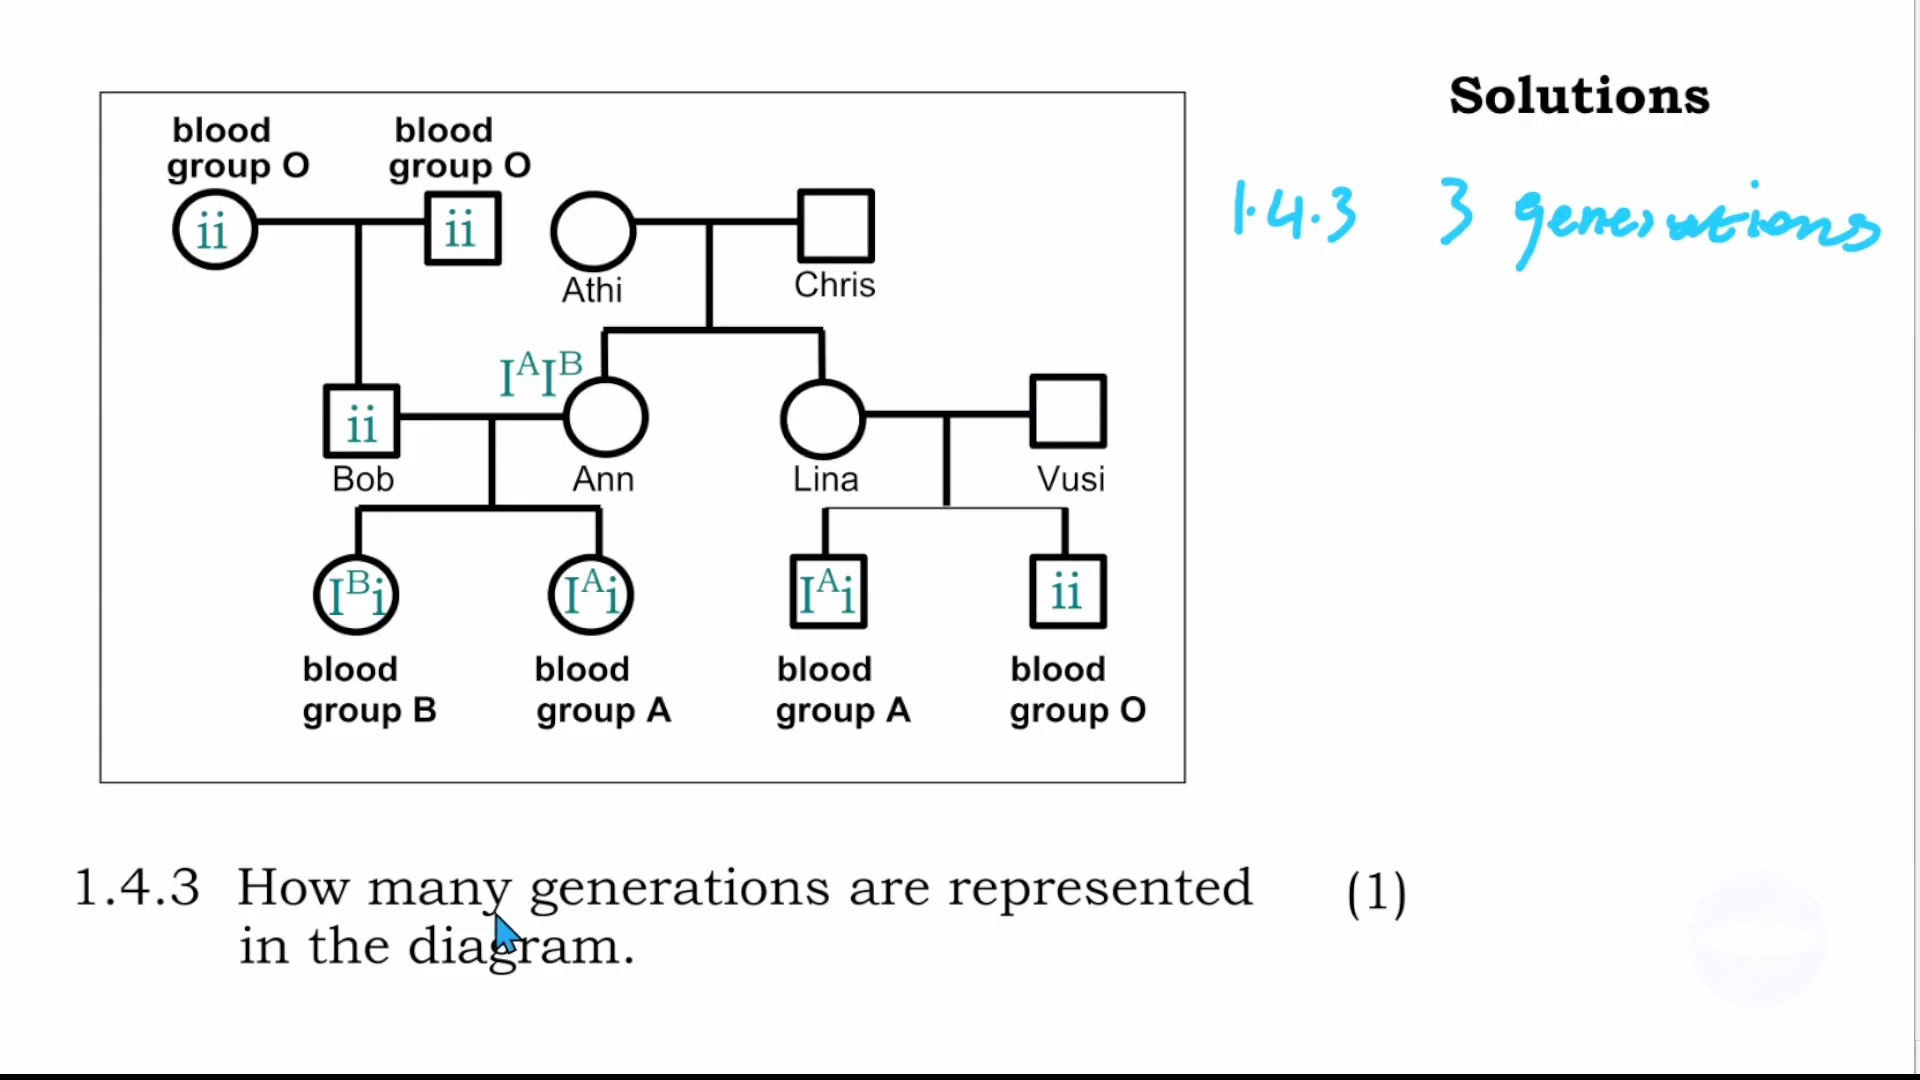 Solutions
blood blood
group O group O
ii ii
Athi Chris
1.4.3 3 generations
IᴬIᴮ
ii
Bob Ann Lina Vusi
Iᴮi Iᴬi Iᴬi ii
blood blood blood blood
group B group A group A group O
1.4.3 How many generations are represented (1)
in the diagram.